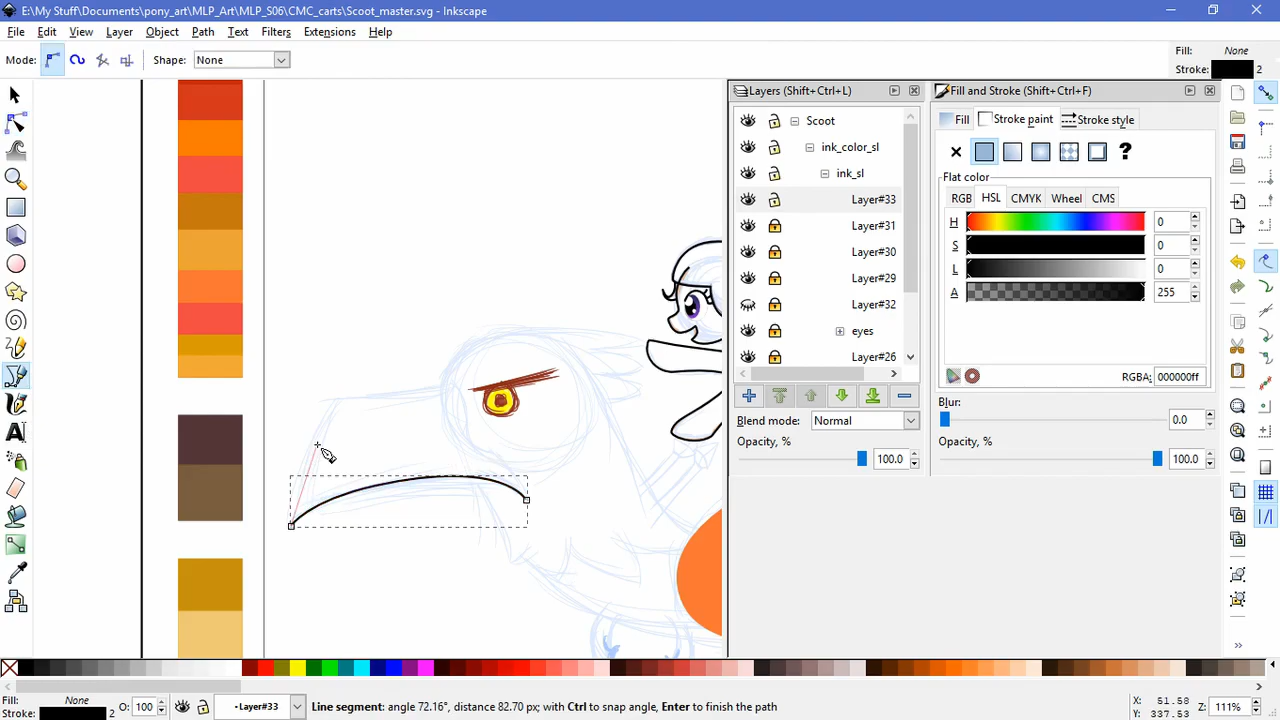 E:\My Stuff\Documents\pony_art\MLP_Art\MLP_S06\CMC_carts\Scoot_master.svg - Inkscape
File Edit View Layer Object Path Text Filters Extensions Help
Mode: Shape: None Fill: None
Stroke: 2
Layers (Shift+Ctrl+L) Fill and Stroke (Shift+Ctrl+F)
Scoot Fill Stroke paint Stroke style
ink_color_sl
ink_sl ?
Flat color
Layer#33 RGB HSL CMYK Wheel CMS
Layer#31 H 0
Layer#30 S 0
Layer#29 L 0
Layer#32 A 255
eyes
Layer#26
RGBA: 000000ff
Blend mode: Normal Blur: 0.0
Opacity, % Opacity, %
100.0 100.0
Fill: None O: 100 Layer#33 Line segment: angle 72.16°, distance 82.70 px; with Ctrl to snap angle, Enter to finish the path X: 51.58 Z: 111%
Stroke: 2 Y: 337.53